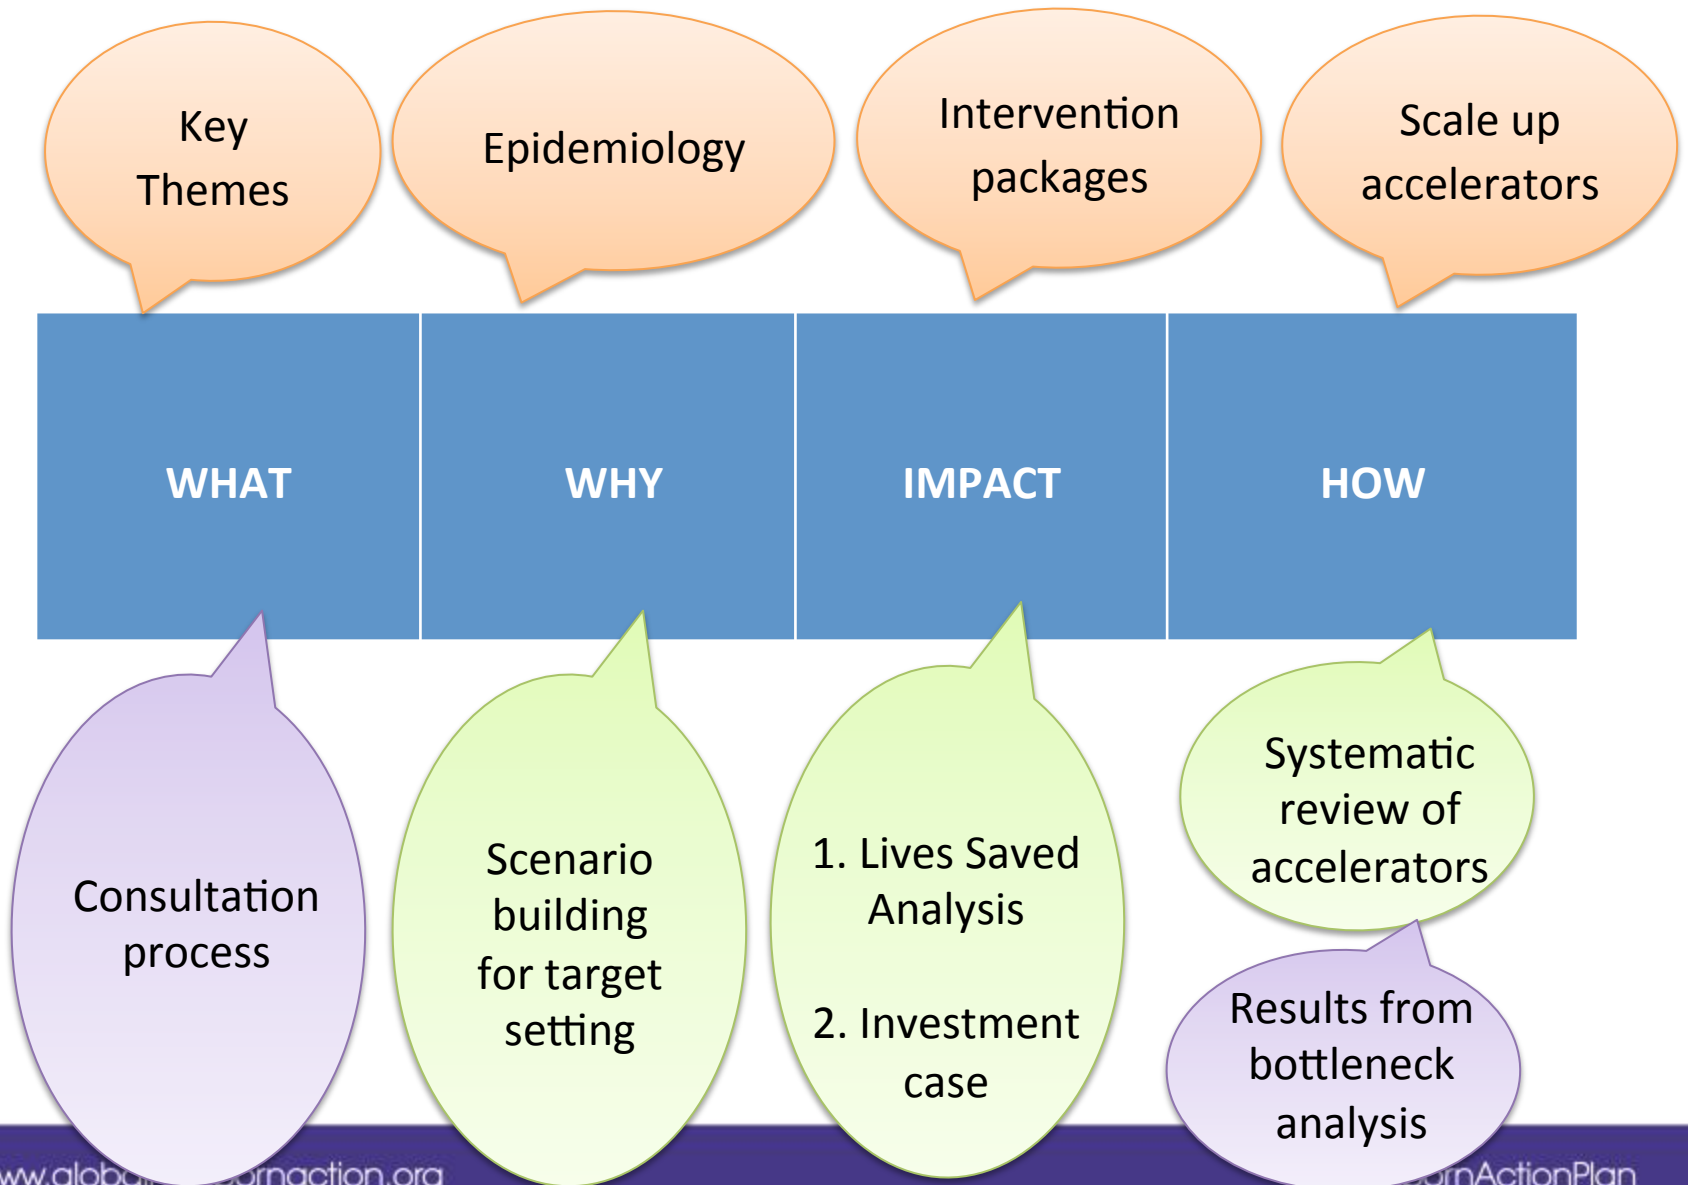 Key
Themes
Epidemiology
Intervention
packages
Scale up
accelerators
WHAT
WHY
IMPACT
HOW
Consultation
process
Scenario
building
for target
setting
1. Lives Saved
Analysis
2. Investment
case
Systematic
review of
accelerators
Results from
bottleneck
analysis